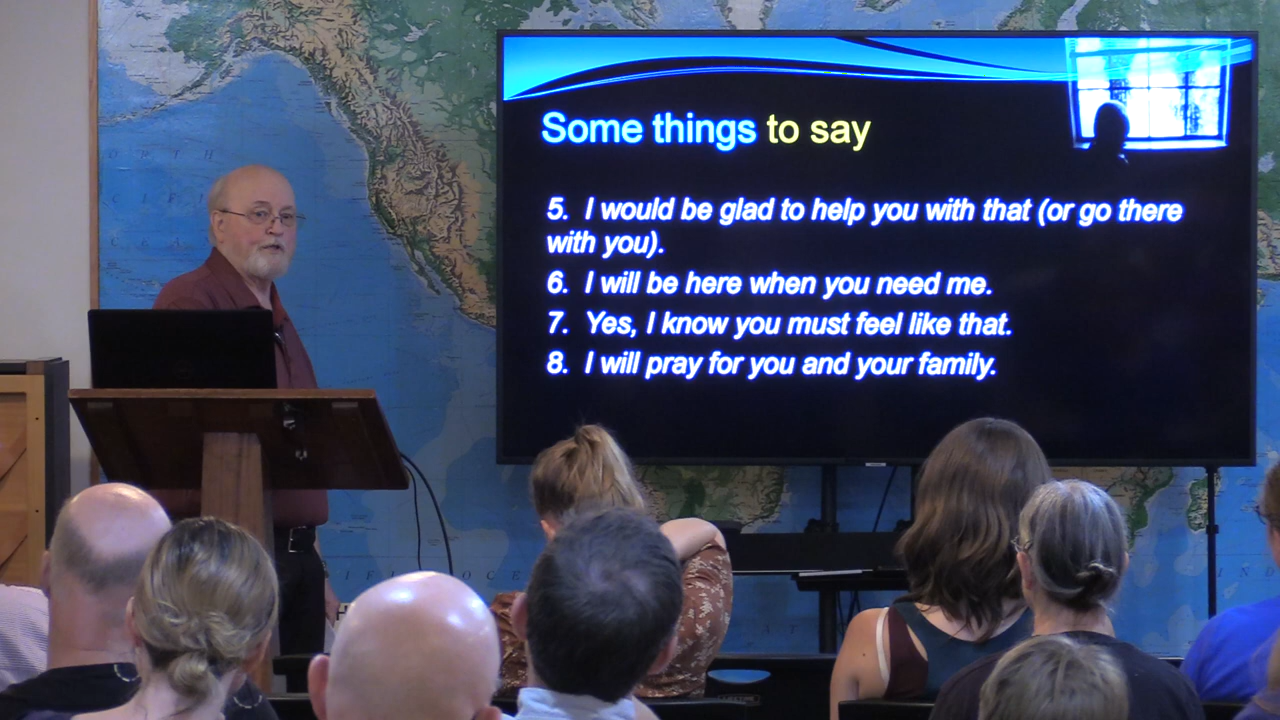 Some things to say
5. I would be glad to help you with that (or go there
with you).
6. I will be here when you need me.
7. Yes, I know you must feel like that.
8. I will pray for you and your family.